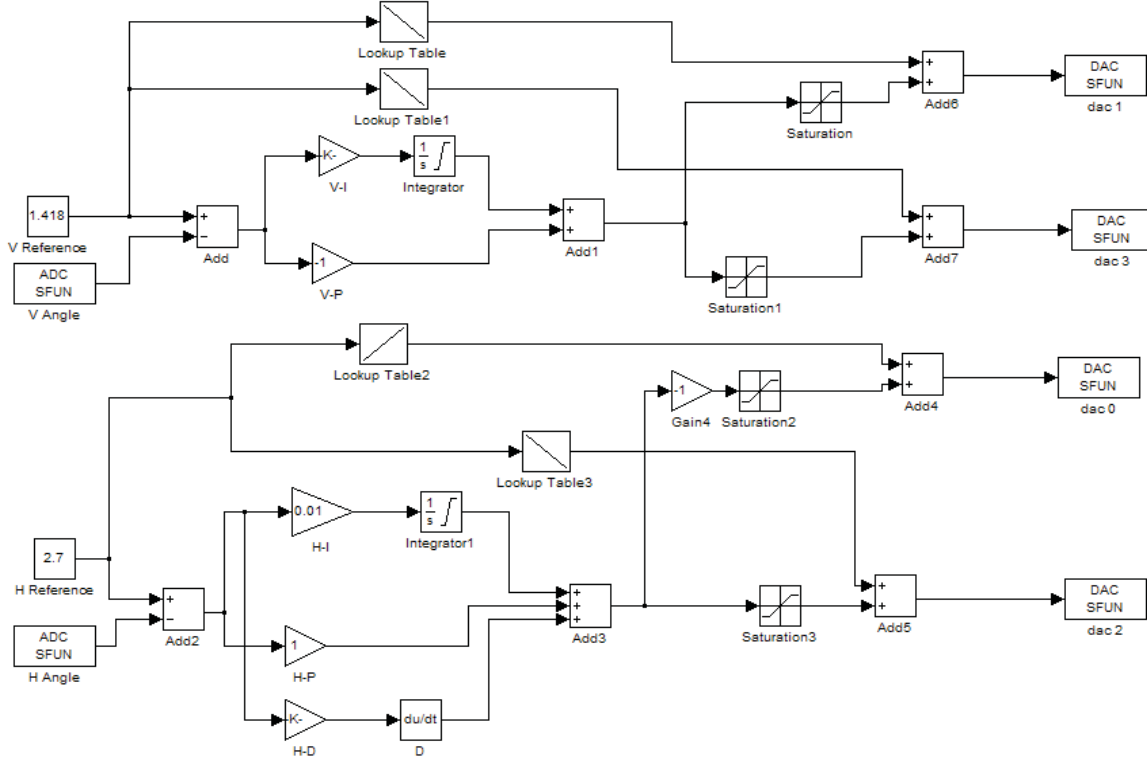 Lookup Table
DAC
SFUN
dac 1
+
+
Add6
Lookup Table1
Saturation
-K-
V-I
1
s
Integrator
1.418
V Reference
+
−
Add
+
+
Add1
+
+
Add7
DAC
SFUN
dac 3
ADC
SFUN
V Angle
-1
V-P
Saturation1
Lookup Table2
+
+
Add4
DAC
SFUN
dac 0
-1
Gain4
Saturation2
Lookup Table3
0.01
H-I
1
s
Integrator1
2.7
H Reference
+
−
Add2
+
+
+
Add3
Saturation3
+
+
Add5
DAC
SFUN
dac 2
ADC
SFUN
H Angle
1
H-P
-K-
H-D
du/dt
D